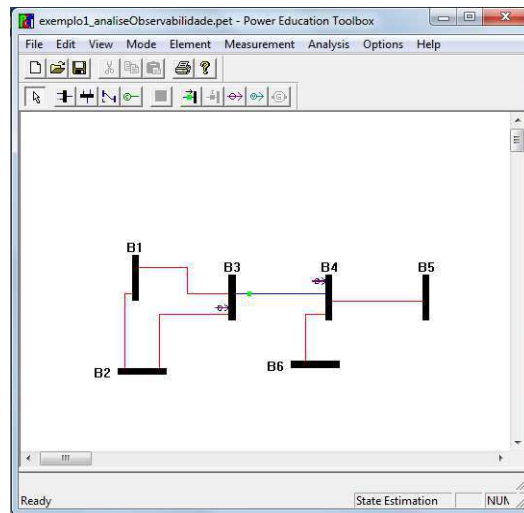 exemplo1_analiseObservabilidade.pet - Power Education Toolbox
File Edit View Mode Element Measurement Analysis Options Help
B1
B3
B4
B5
B2
B6
Ready
State Estimation
NUM